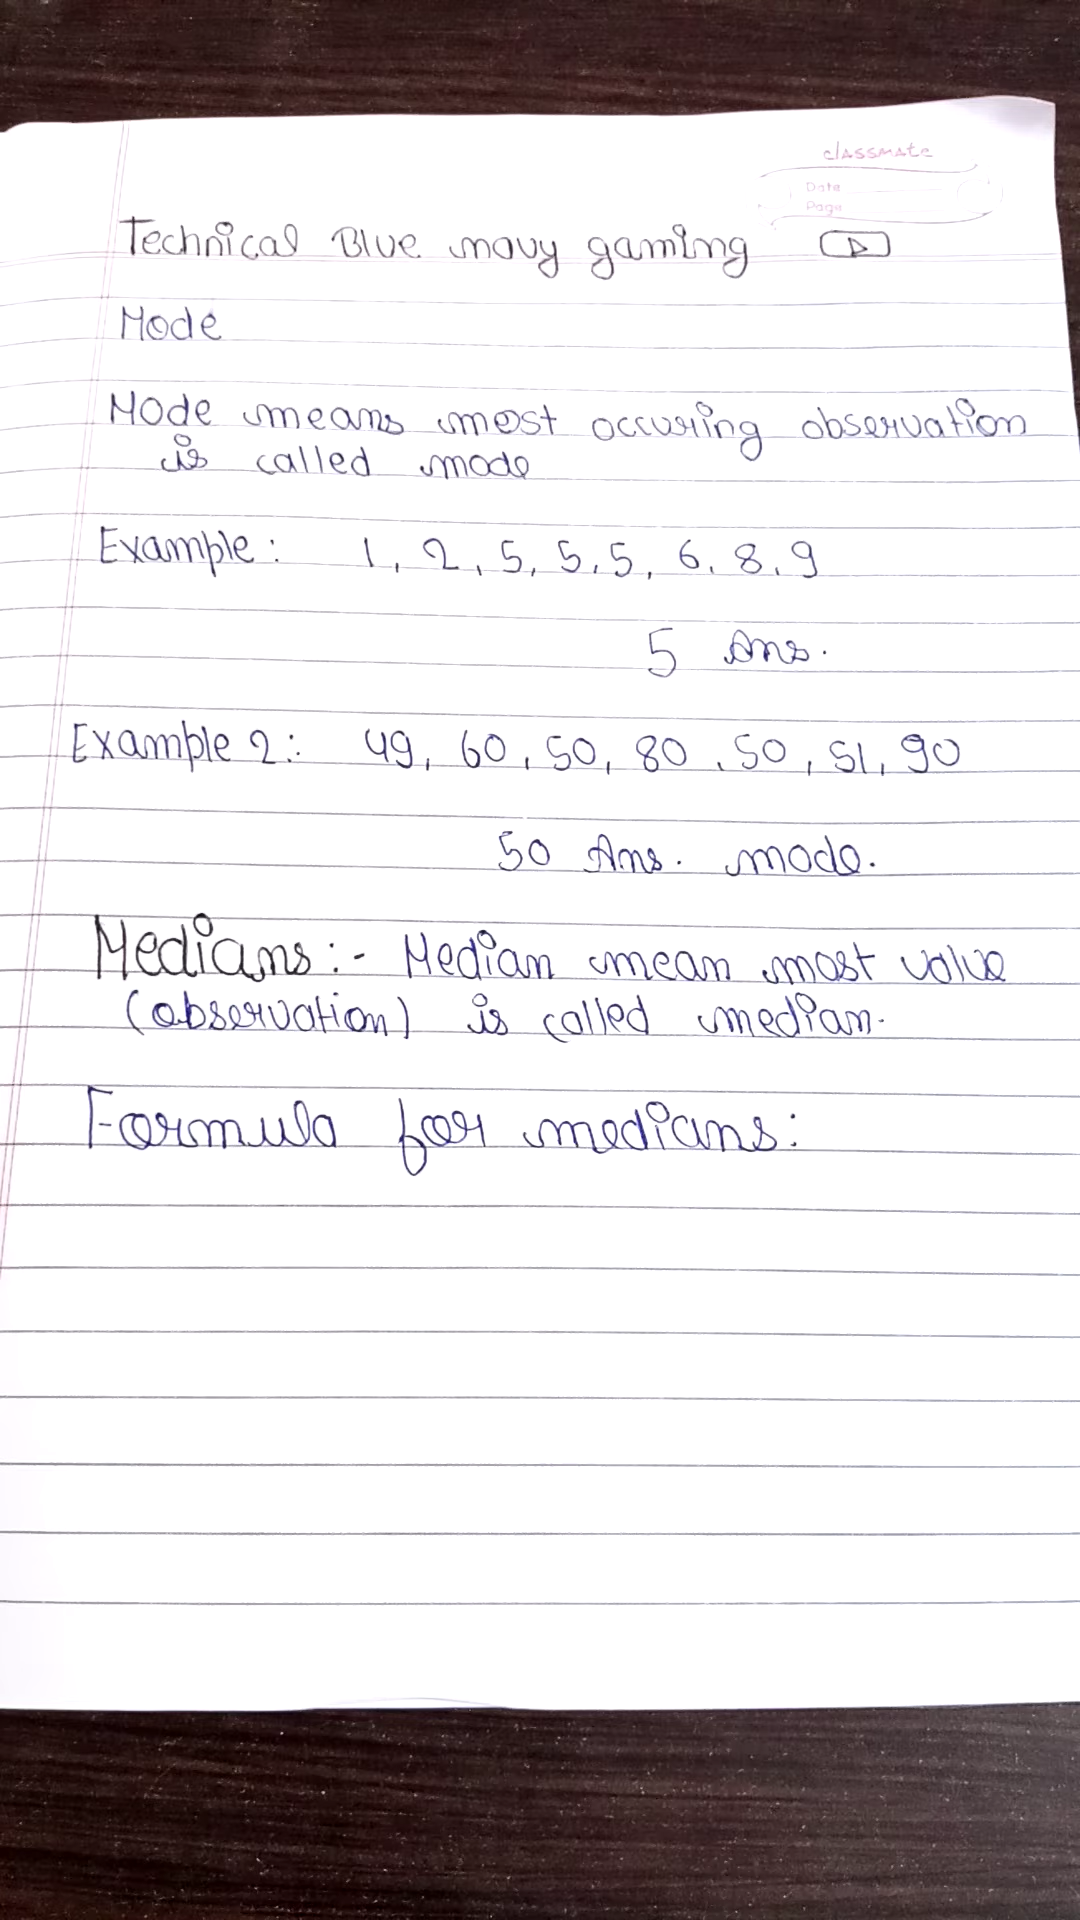 classmate
Date
Page
Technical Blue navy gaming
Mode
Mode means most occuring observation
is called mode
Example: 1, 2, 5, 5, 5, 6, 8, 9
5 Ans.
Example 2: 49, 60, 50, 80, 50, 51, 90
50 Ans. mode.
Medians:- Median mean most value
(observation) is called median.
Formula for medians: